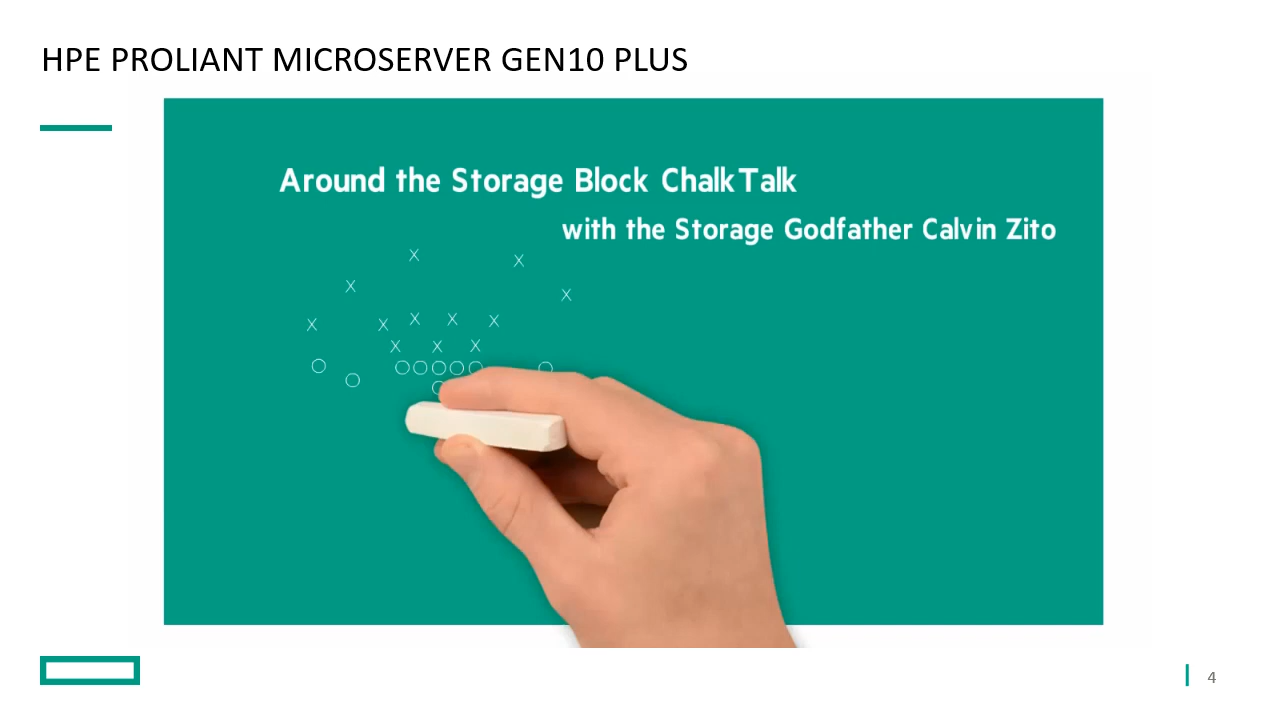 HPE PROLIANT MICROSERVER GEN10 PLUS
Around the Storage Block ChalkTalk
with the Storage Godfather Calvin Zito
4